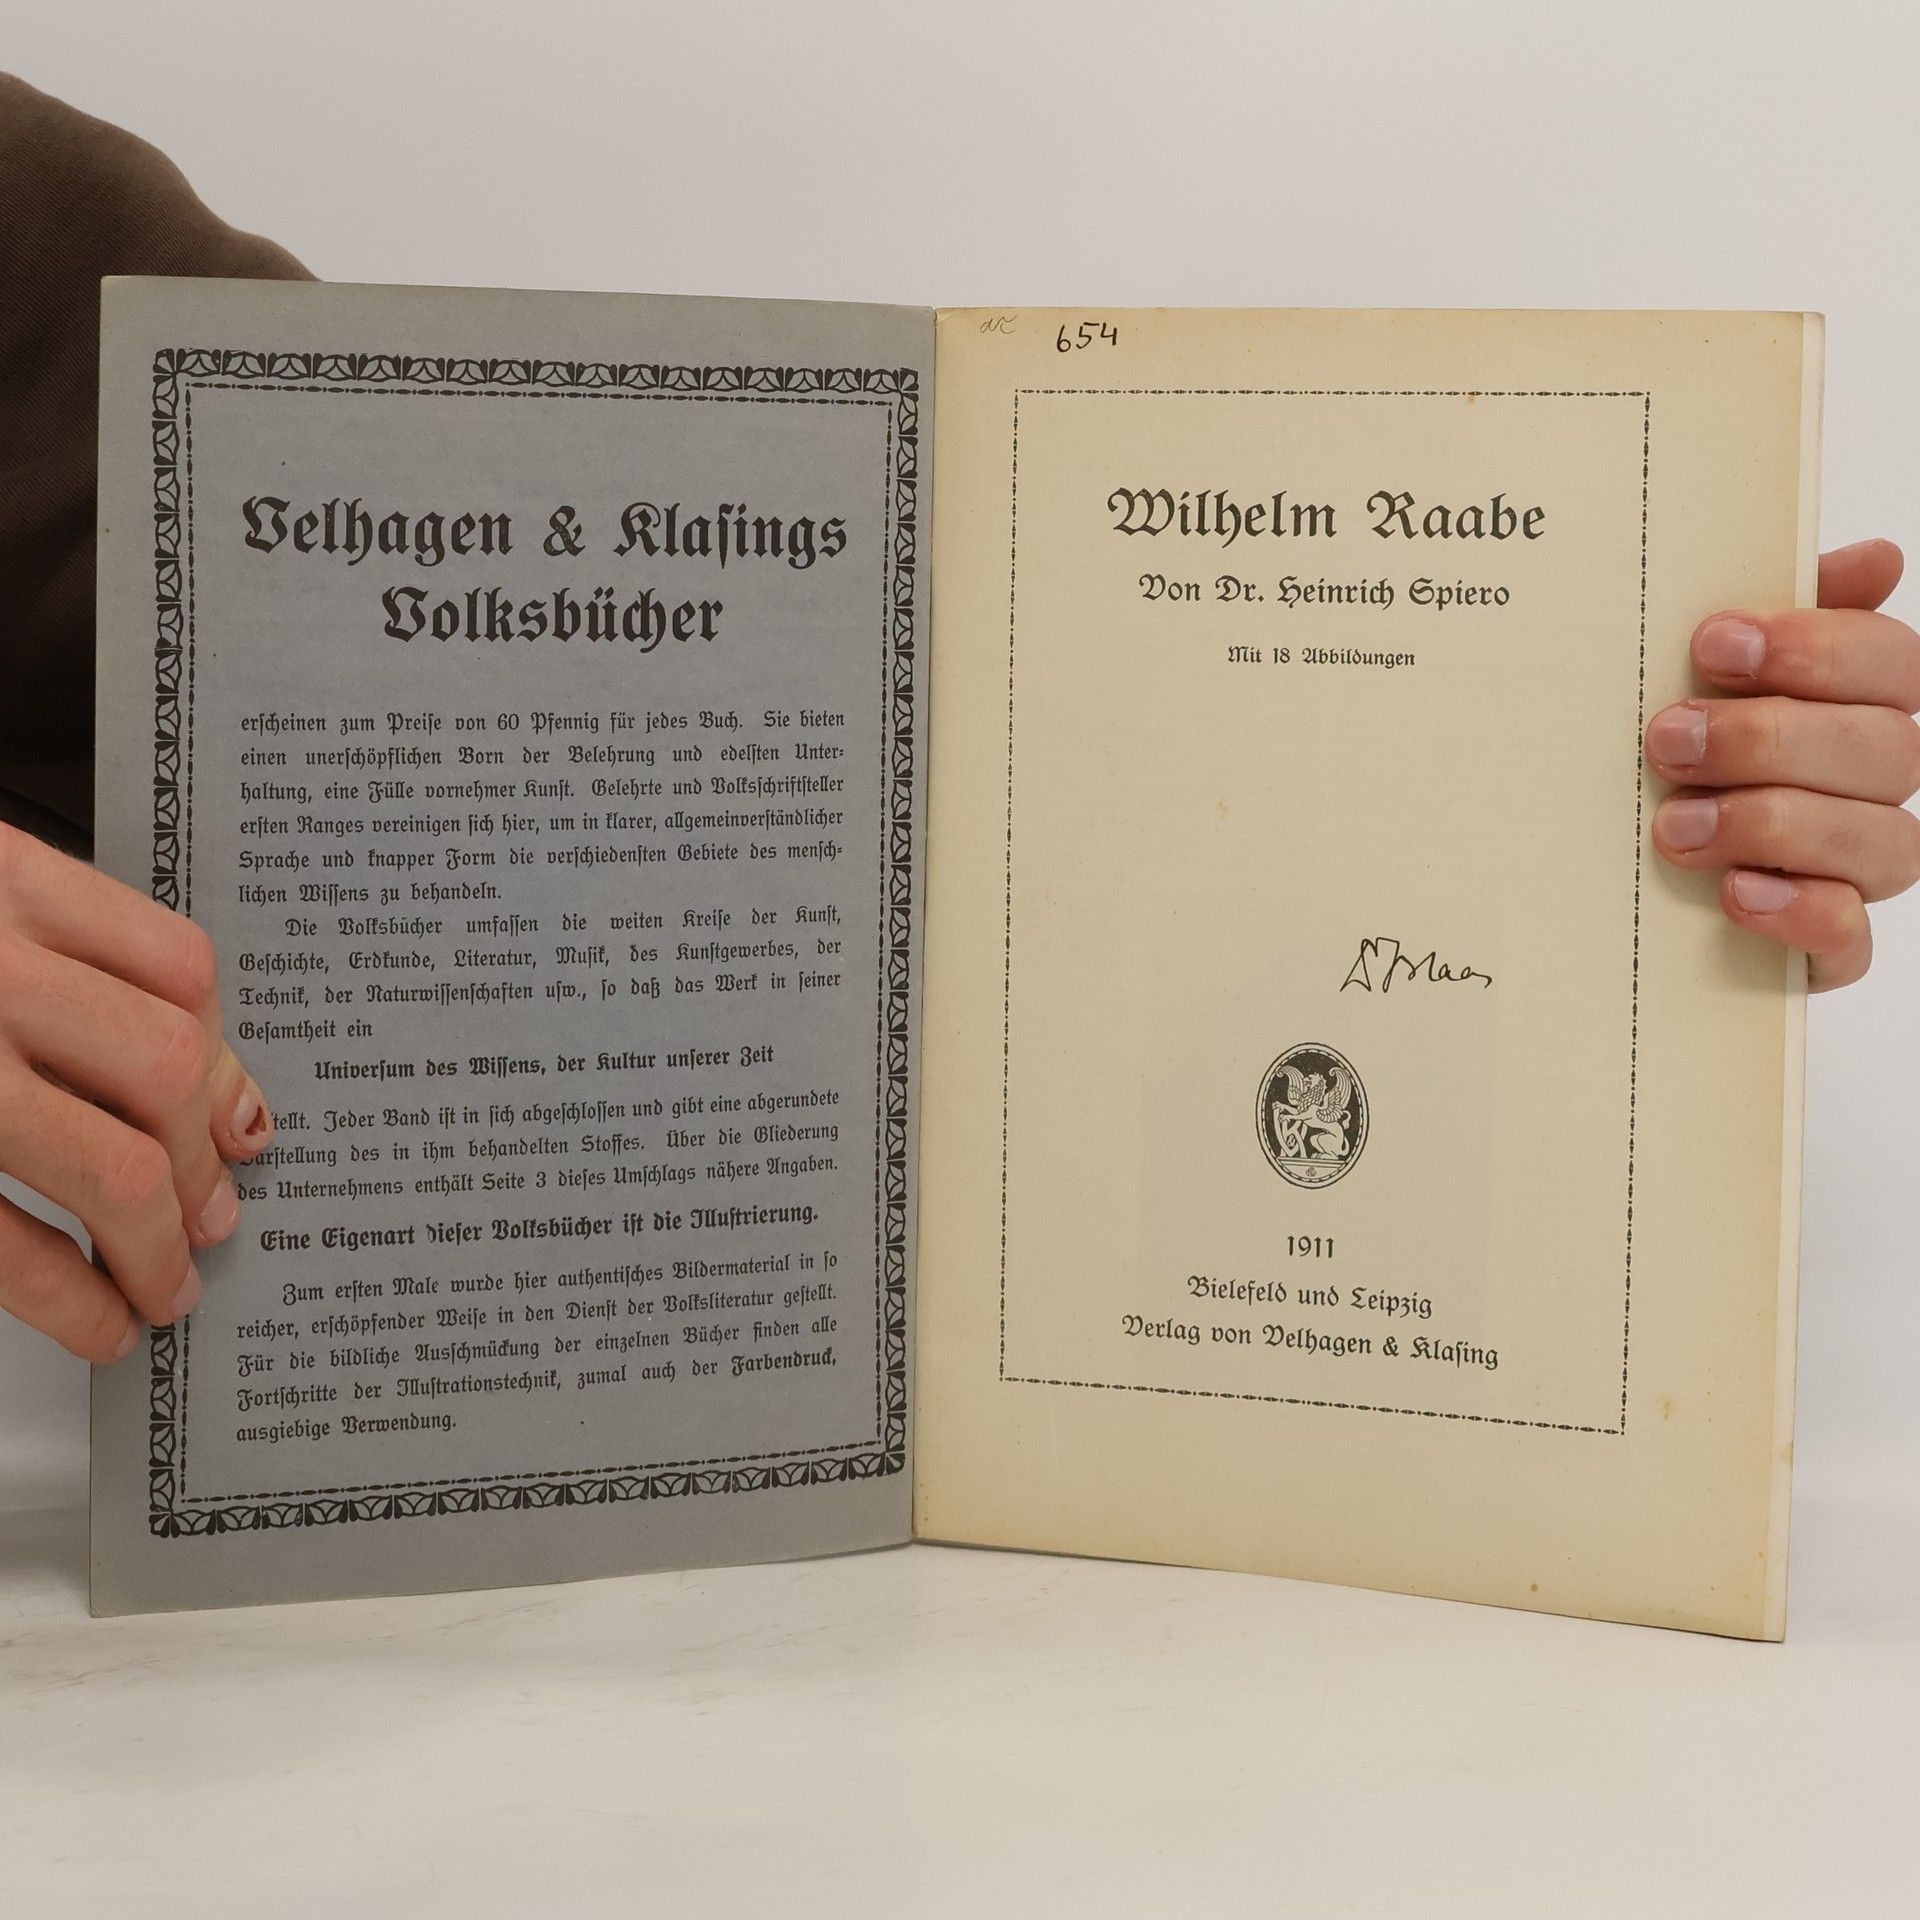 Velhagen & Klaſings
Volksbücher
erſcheinen zum Preiſe von 60 Pfennig für jedes Buch. Sie bieten
einen unerſchöpflichen Born der Belehrung und edelſten Unter-
haltung, eine Fülle vornehmer Kunſt. Gelehrte und Volksſchriftſteller
erſten Ranges vereinigen ſich hier, um in klarer, allgemeinverſtändlicher
Sprache und knapper Form die verſchiedenſten Gebiete des menſch-
lichen Wiſſens zu behandeln.
Die Volksbücher umfaſſen die weiten Kreiſe der Kunſt,
Geſchichte, Erdkunde, Literatur, Muſik, des Kunſtgewerbes, der
Technik, der Naturwiſſenſchaften uſw., ſo daß das Werk in ſeiner
Geſamtheit ein
Univerſum des Wiſſens, der Kultur unſerer Zeit
ſtellt. Jeder Band iſt in ſich abgeſchloſſen und gibt eine abgerundete
Darſtellung des in ihm behandelten Stoffes. Über die Gliederung
des Unternehmens enthält Seite 3 dieſes Umſchlags nähere Angaben.
Eine Eigenart dieſer Volksbücher iſt die Illuſtrierung.
Zum erſten Male wurde hier authentiſches Bildermaterial in ſo
reicher, erſchöpfender Weiſe in den Dienſt der Volksliteratur geſtellt.
Für die bildliche Ausſchmückung der einzelnen Bücher finden alle
Fortſchritte der Illuſtrationstechnik, zumal auch der Farbendruck,
ausgiebige Verwendung.
654
Wilhelm Raabe
Von Dr. Heinrich Spiero
Mit 18 Abbildungen
1911
Bielefeld und Leipzig
Verlag von Velhagen & Klaſing